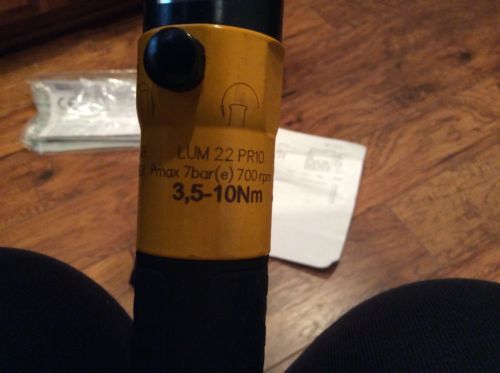 LUM 22 PR10
Pmax 7bar(e) 700 rpm
3,5-10Nm